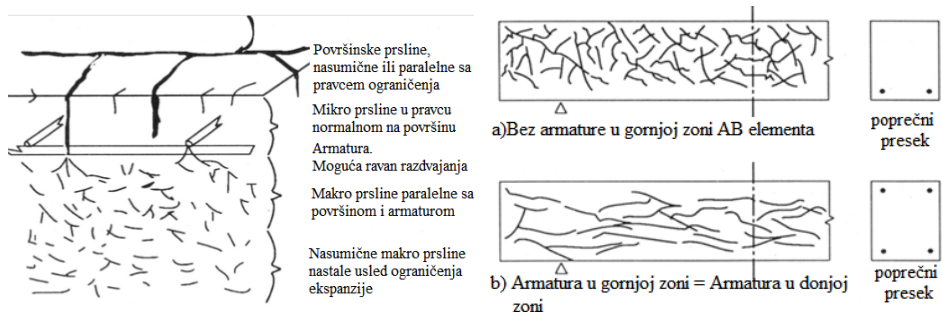 Površinske prsline,
nasumične ili paralelne sa
pravcem ograničenja
Mikro prsline u pravcu
normalnom na površinu
Armatura.
Moguća ravan razdvajanja
Makro prsline paralelne sa
površinom i armaturom
Nasumične makro prsline
nastale usled ograničenja
ekspanzije
a)Bez armature u gornjoj zoni AB elementa
poprečni
presek
b) Armatura u gornjoj zoni = Armatura u donjoj
zoni
poprečni
presek